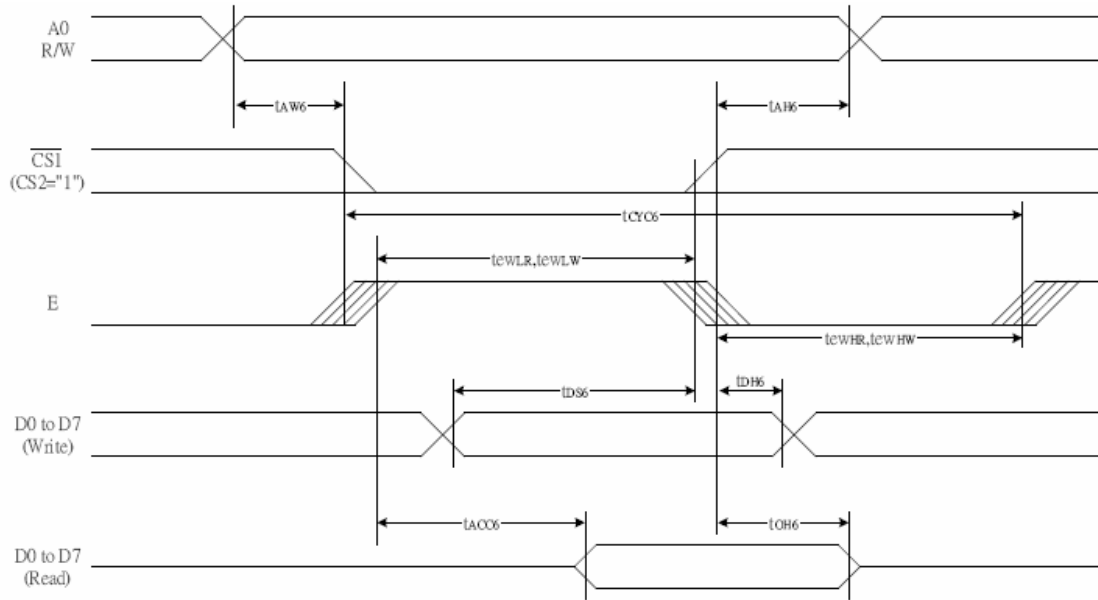 A0
R/W
tAW6
tAH6
CS1
(CS2="1")
tCYC6
tEWLR,tEWLW
E
tEWHR,tEWHW
tDS6
tDH6
D0 to D7
(Write)
tACC6
tOH6
D0 to D7
(Read)